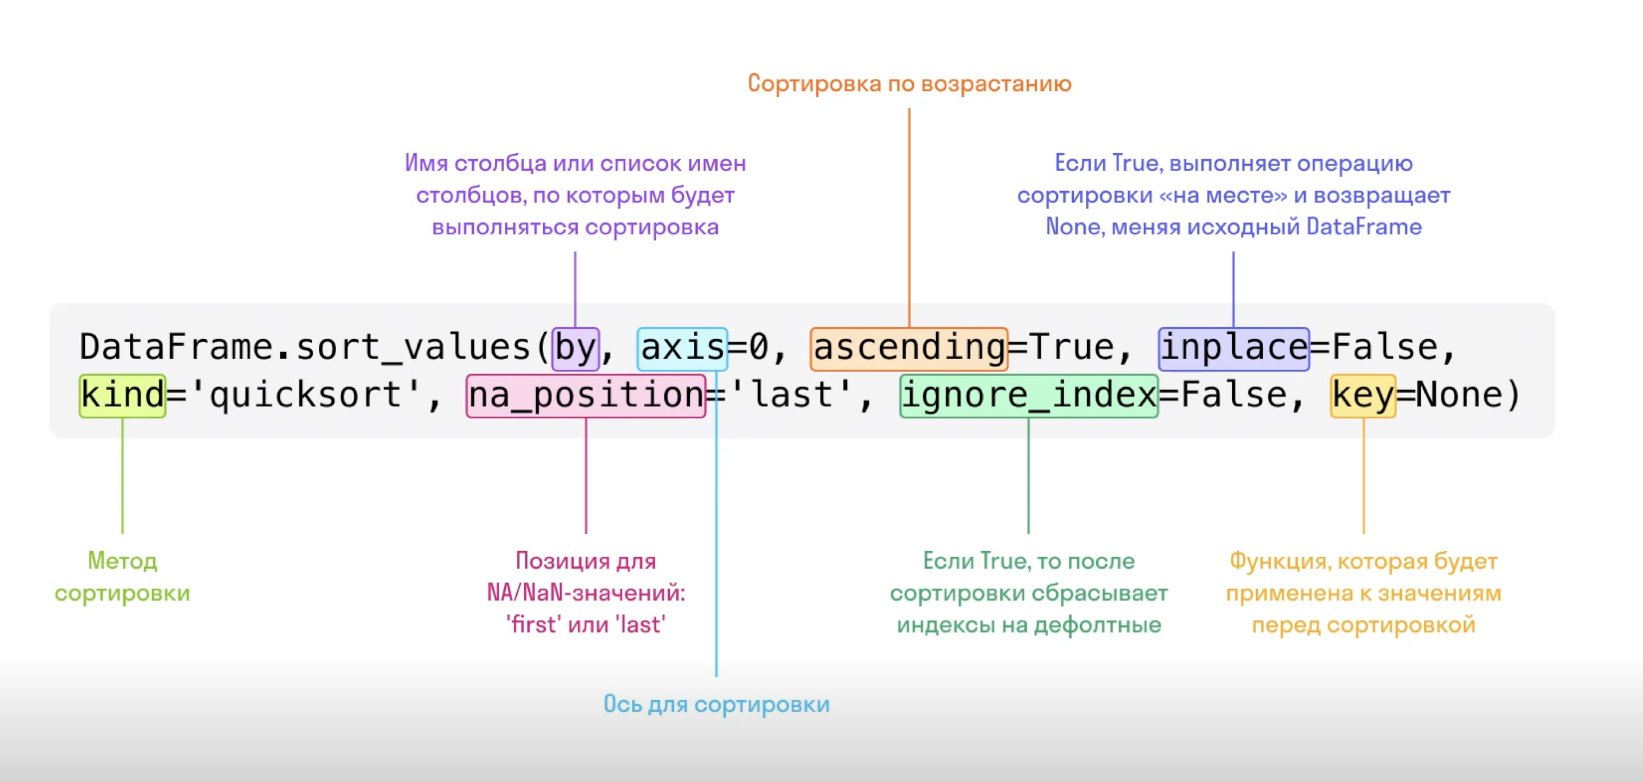 Сортировка по возрастанию
Имя столбца или список имен
столбцов, по которым будет
выполняться сортировка
Если True, выполняет операцию
сортировки «на месте» и возвращает
None, меняя исходный DataFrame
DataFrame.sort_values(by, axis=0, ascending=True, inplace=False,
kind='quicksort', na_position='last', ignore_index=False, key=None)
Метод
сортировки
Позиция для
NA/NaN-значений:
'first' или 'last'
Если True, то после
сортировки сбрасывает
индексы на дефолтные
Функция, которая будет
применена к значениям
перед сортировкой
Ось для сортировки